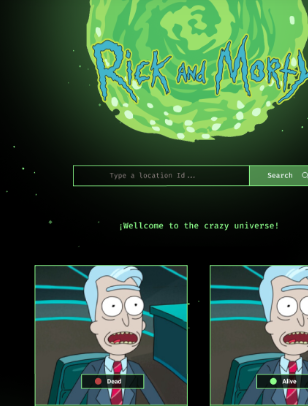 Rick AND Morty
Type a location Id...
Search
¡Wellcome to the crazy universe!
Dead
Alive